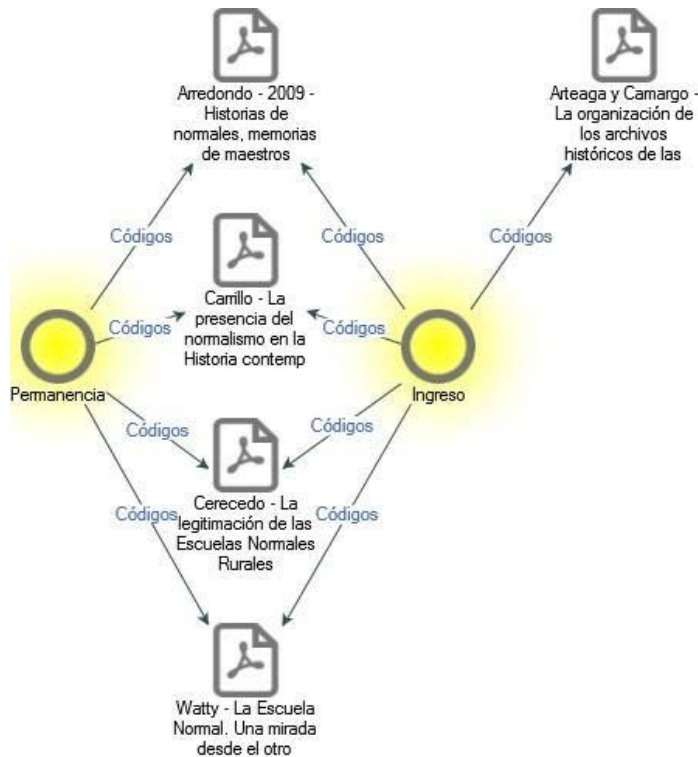 Arredondo - 2009 -
Historias de
normales, memorias
de maestros
Arteaga y Camargo -
La organización de
los archivos
históricos de las
Códigos
Códigos
Códigos
Carrillo - La
presencia del
normalismo en la
Historia contemp
Códigos
Códigos
Permanencia
Ingreso
Códigos
Códigos
Cerecedo - La
legitimación de las
Escuelas Normales
Rurales
Códigos
Códigos
Watty - La Escuela
Normal. Una mirada
desde el otro